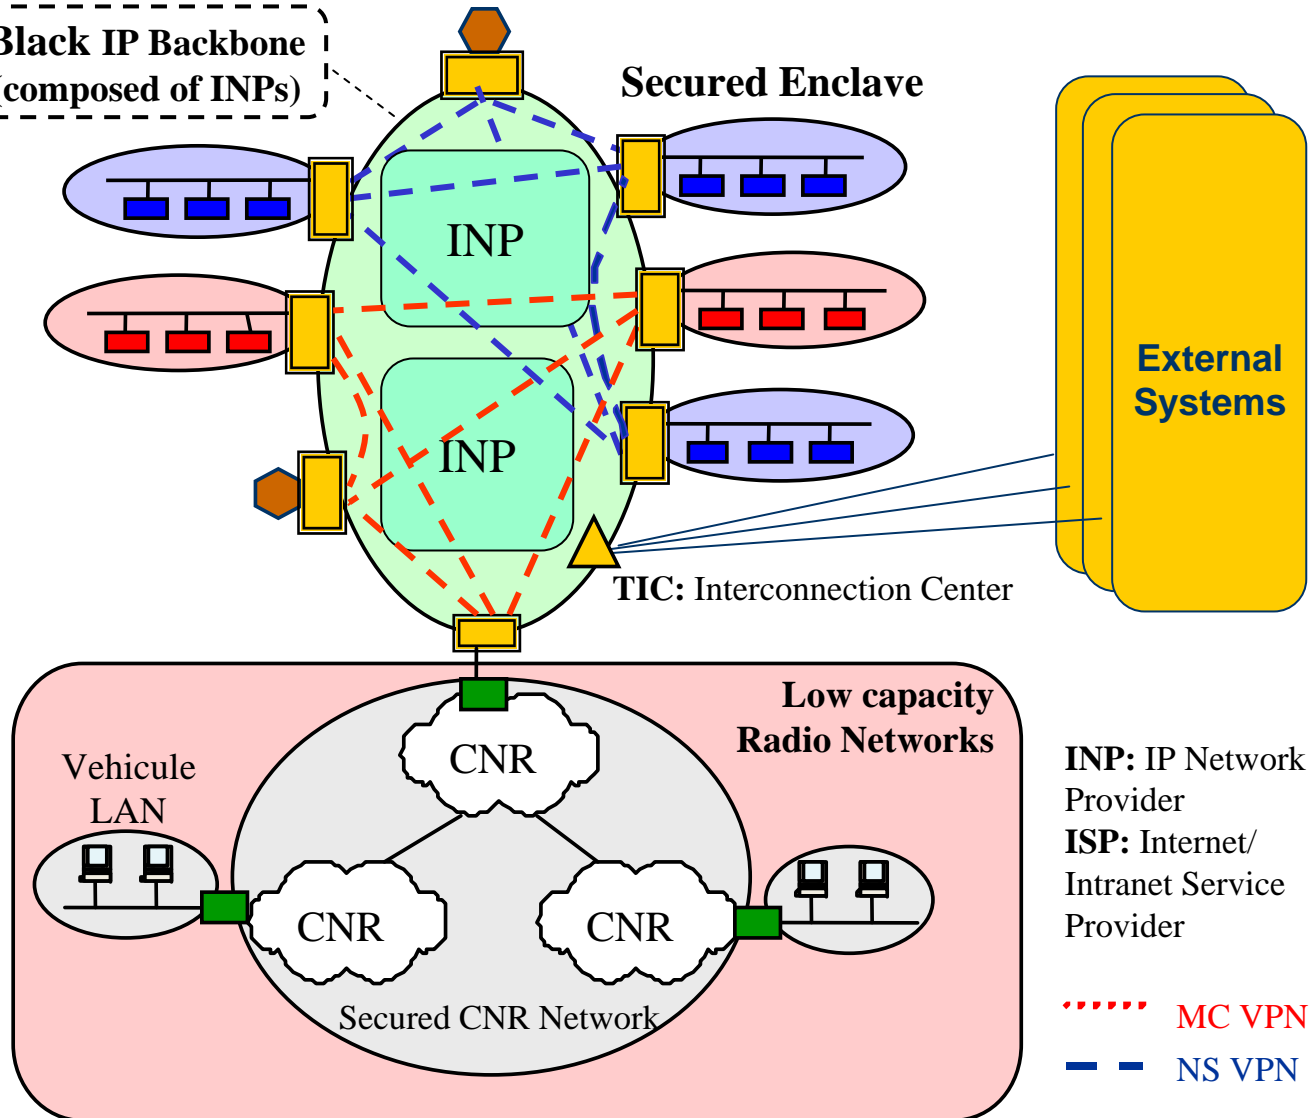 Black IP Backbone
(composed of INPs)
Secured Enclave
INP
INP
External
Systems
TIC: Interconnection Center
Low capacity
Radio Networks
CNR
Vehicule
LAN
CNR
CNR
Secured CNR Network
INP: IP Network
Provider
ISP: Internet/
Intranet Service
Provider
MC VPN
NS VPN